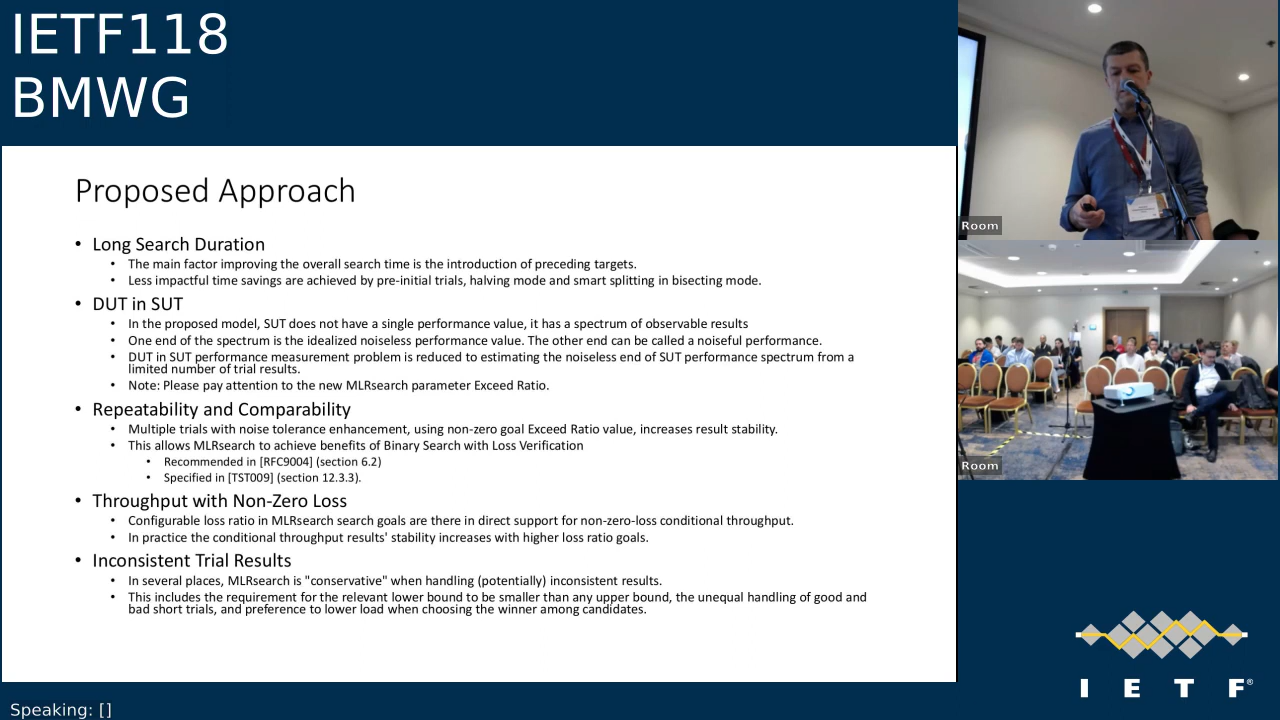 IETF118
BMWG
Proposed Approach
• Long Search Duration
• The main factor improving the overall search time is the introduction of preceding targets.
• Less impactful time savings are achieved by pre-initial trials, halving mode and smart splitting in bisecting mode.
• DUT in SUT
• In the proposed model, SUT does not have a single performance value, it has a spectrum of observable results
• One end of the spectrum is the idealized noiseless performance value. The other end can be called a noiseful performance.
• DUT in SUT performance measurement problem is reduced to estimating the noiseless end of SUT performance spectrum from a
limited number of trial results.
• Note: Please pay attention to the new MLRsearch parameter Exceed Ratio.
• Repeatability and Comparability
• Multiple trials with noise tolerance enhancement, using non-zero goal Exceed Ratio value, increases result stability.
• This allows MLRsearch to achieve benefits of Binary Search with Loss Verification
• Recommended in [RFC9004] (section 6.2)
• Specified in [TST009] (section 12.3.3).
• Throughput with Non-Zero Loss
• Configurable loss ratio in MLRsearch search goals are there in direct support for non-zero-loss conditional throughput.
• In practice the conditional throughput results' stability increases with higher loss ratio goals.
• Inconsistent Trial Results
• In several places, MLRsearch is "conservative" when handling (potentially) inconsistent results.
• This includes the requirement for the relevant lower bound to be smaller than any upper bound, the unequal handling of good and
bad short trials, and preference to lower load when choosing the winner among candidates.
Room
Room
I E T F®
Speaking: []